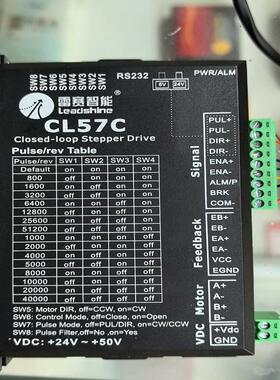 SW8
SW7
SW6
SW5
SW4
SW3
SW2
SW1
RS232
PWR/ALM
5V
24V
雷赛智能
Leadshine
CL57C
Closed-loop Stepper Drive
Pulse/rev Table
Pulse/rev SW1 SW2 SW3 SW4
Default on on on on
800 off on on on
1600 on off on on
3200 off off on on
6400 on on off on
12800 off on off on
25600 on off off on
51200 off off off on
1000 on on on off
2000 off on on off
4000 on off on off
5000 off off on off
8000 on on off off
10000 off on off off
20000 on off off off
40000 off off off off
SW5: Motor DIR, off=CCW, on=CW
SW6: Control Mode, off=Close, on=Open
SW7: Pulse Mode, off=PUL/DIR, on=CW/CCW
SW8: Pulse Filter,off=No ,on=Yes
VDC: +24V ~ +50V
Signal
PUL+
PUL-
DIR+
DIR-
ENA+
ENA-
ALM/P
BRK
COM-
Feedback
EB+
EB-
EA+
EA-
VCC
EGND
Motor
A+
A-
B+
B-
VDC
+Vdc
GND